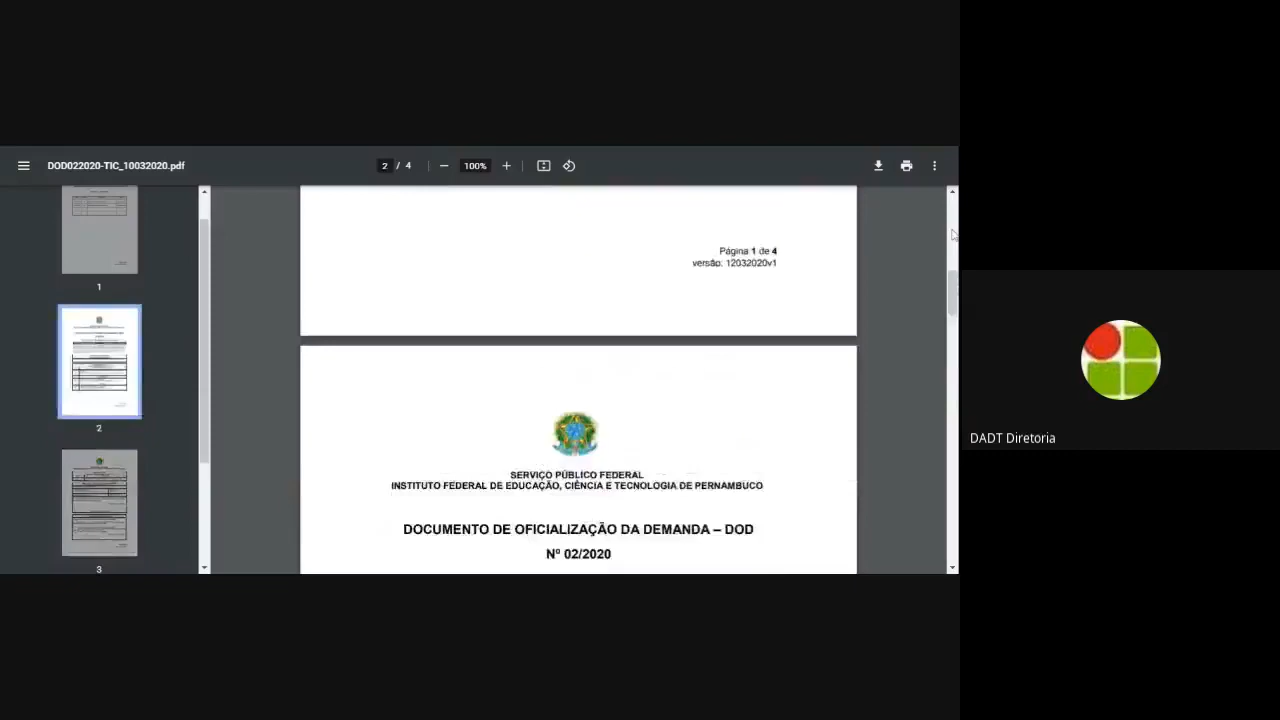 DOD022020-TIC_10032020.pdf
2 / 4
100%
1
2
3
Página 1 de 4
versão: 12032020v1
SERVIÇO PÚBLICO FEDERAL
INSTITUTO FEDERAL DE EDUCAÇÃO, CIÊNCIA E TECNOLOGIA DE PERNAMBUCO
DOCUMENTO DE OFICIALIZAÇÃO DA DEMANDA – DOD
Nº 02/2020
DADT Diretoria